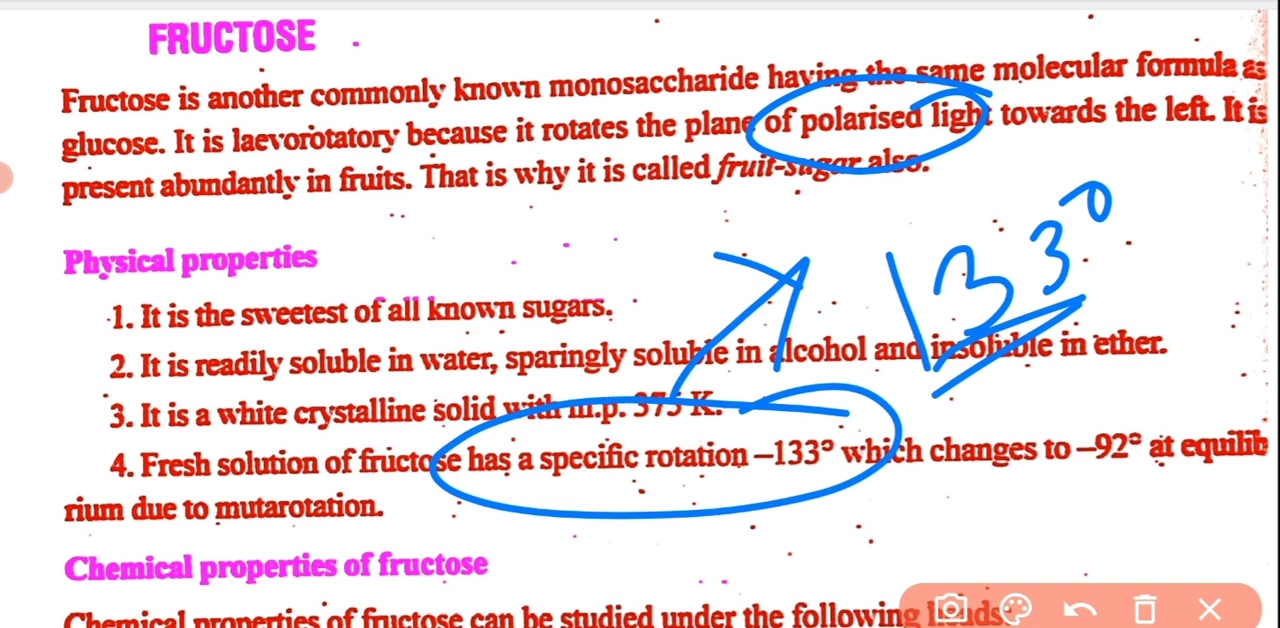 FRUCTOSE
Fructose is another commonly known monosaccharide having the same molecular formula as
glucose. It is laevorotatory because it rotates the plane of polarised light towards the left. It is
present abundantly in fruits. That is why it is called fruit-sugar also.
133°
Physical properties
1. It is the sweetest of all known sugars.
2. It is readily soluble in water, sparingly soluble in alcohol and insoluble in ether.
3. It is a white crystalline solid with m.p. 375 K.
4. Fresh solution of fructose has a specific rotation –133° which changes to –92° at equilib
rium due to mutarotation.
Chemical properties of fructose
Chemical properties of fructose can be studied under the following heads: